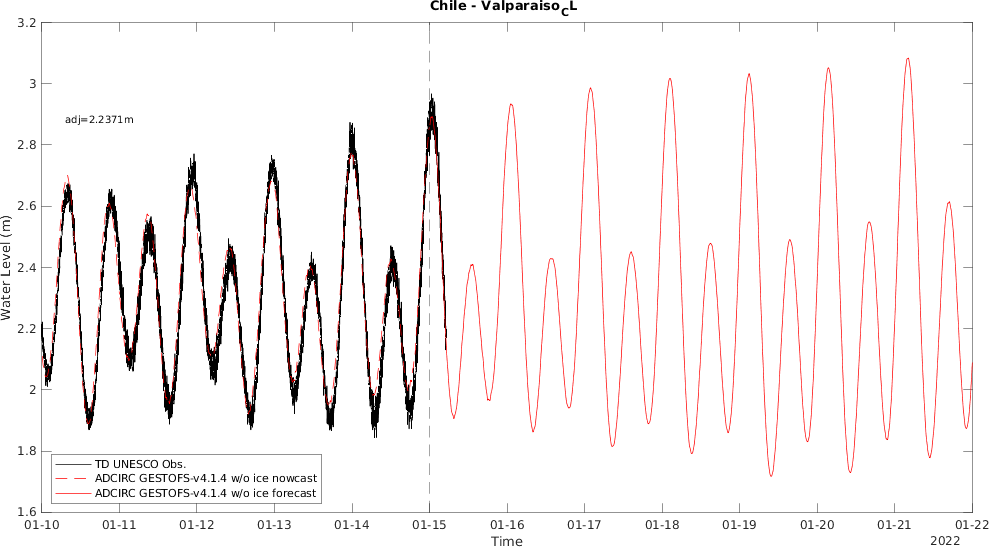 Chile - Valparaiso_CL
3.2
3
2.8
2.6
2.4
2.2
2
1.8
1.6
Water Level (m)
adj=2.2371m
TD UNESCO Obs.
ADCIRC GESTOFS-v4.1.4 w/o ice nowcast
ADCIRC GESTOFS-v4.1.4 w/o ice forecast
01-10 01-11 01-12 01-13 01-14 01-15 01-16 01-17 01-18 01-19 01-20 01-21 01-22
Time
2022